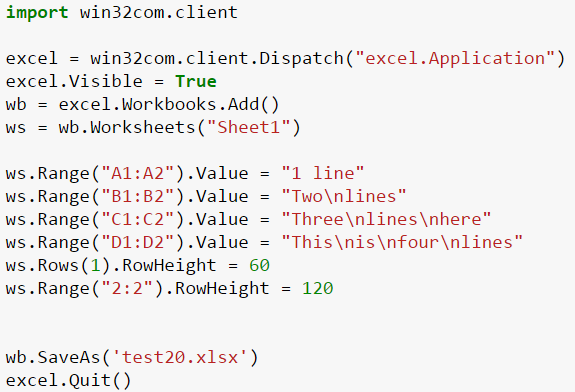 import win32com.client
excel = win32com.client.Dispatch("excel.Application")
excel.Visible = True
wb = excel.Workbooks.Add()
ws = wb.Worksheets("Sheet1")
ws.Range("A1:A2").Value = "1 line"
ws.Range("B1:B2").Value = "Two\nlines"
ws.Range("C1:C2").Value = "Three\nlines\nhere"
ws.Range("D1:D2").Value = "This\nis\nfour\nlines"
ws.Rows(1).RowHeight = 60
ws.Range("2:2").RowHeight = 120
wb.SaveAs('test20.xlsx')
excel.Quit()